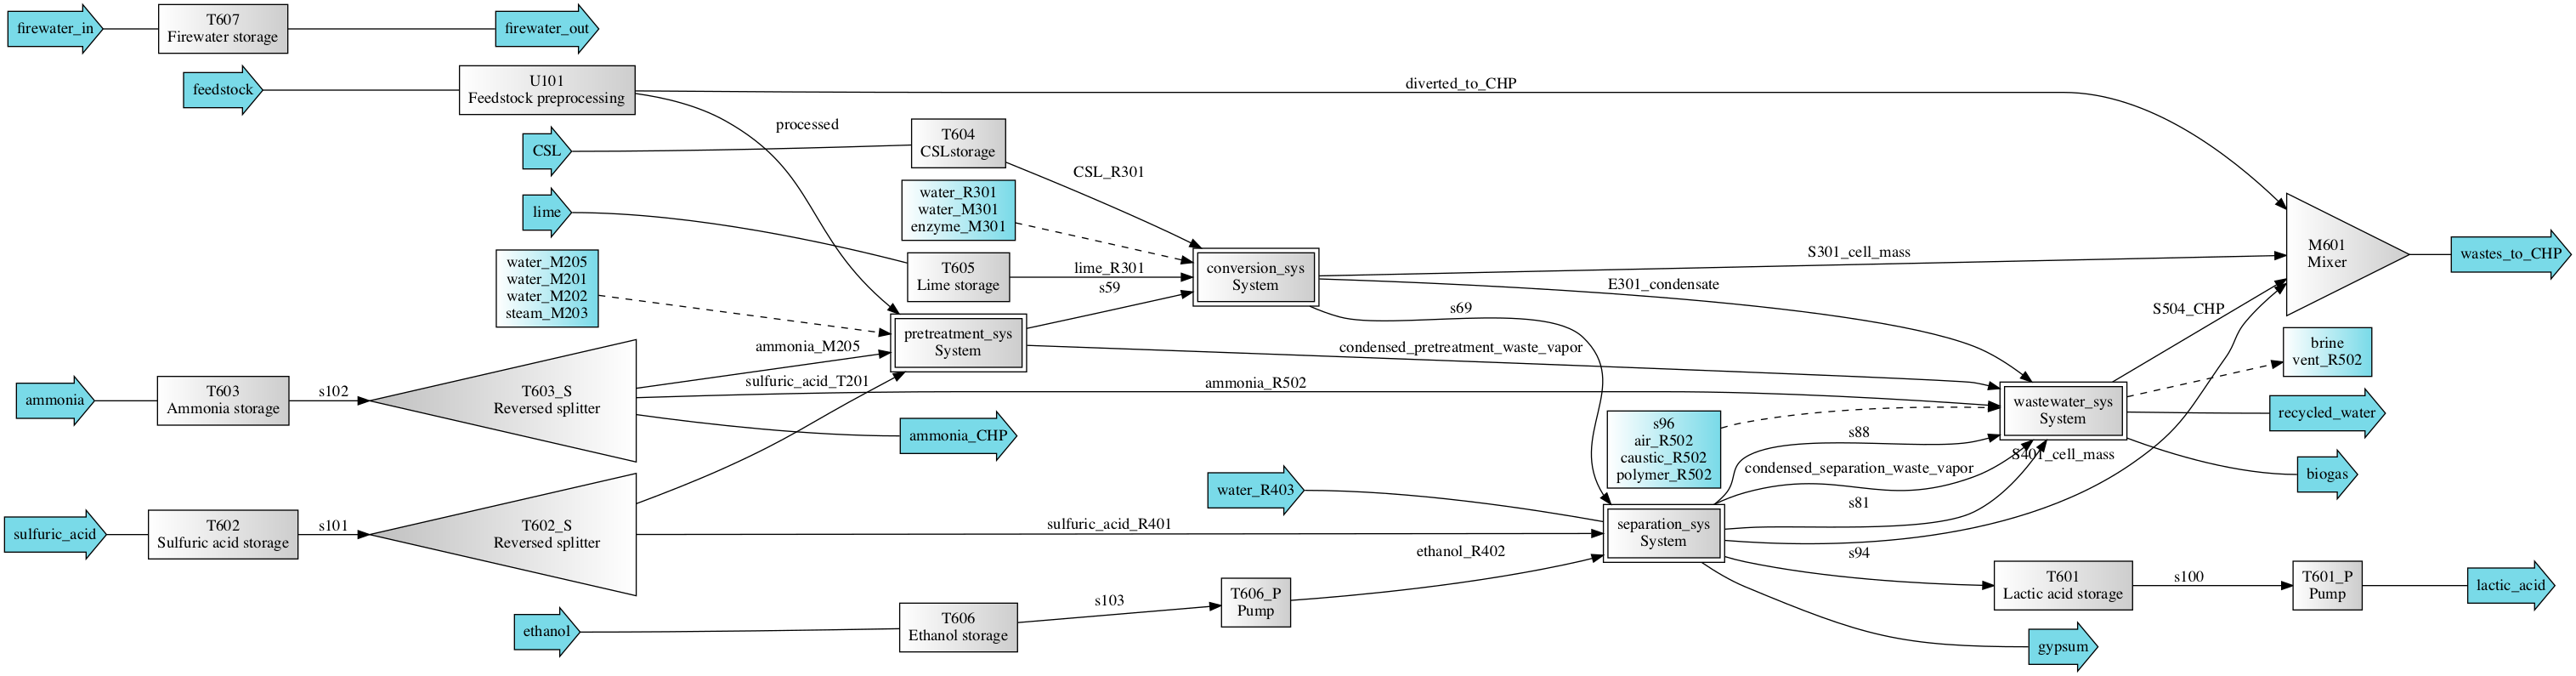 firewater_in
T607
Firewater storage
firewater_out
feedstock
U101
Feedstock preprocessing
diverted_to_CHP
processed
CSL
T604
CSLstorage
CSL_R301
lime
water_R301
water_M301
enzyme_M301
T605
Lime storage
lime_R301
s59
conversion_sys
System
S301_cell_mass
E301_condensate
s69
M601
Mixer
wastes_to_CHP
water_M205
water_M201
water_M202
steam_M203
pretreatment_sys
System
condensed_pretreatment_waste_vapor
S504_CHP
brine
vent_R502
ammonia
T603
Ammonia storage
s102
T603_S
Reversed splitter
ammonia_M205
sulfuric_acid_T201
ammonia_R502
ammonia_CHP
s96
air_R502
caustic_R502
polymer_R502
wastewater_sys
System
recycled_water
biogas
s88
condensed_separation_waste_vapor
S401_cell_mass
s81
water_R403
sulfuric_acid
T602
Sulfuric acid storage
s101
T602_S
Reversed splitter
sulfuric_acid_R401
separation_sys
System
s94
ethanol_R402
ethanol
T606
Ethanol storage
s103
T606_P
Pump
T601
Lactic acid storage
s100
T601_P
Pump
lactic_acid
gypsum